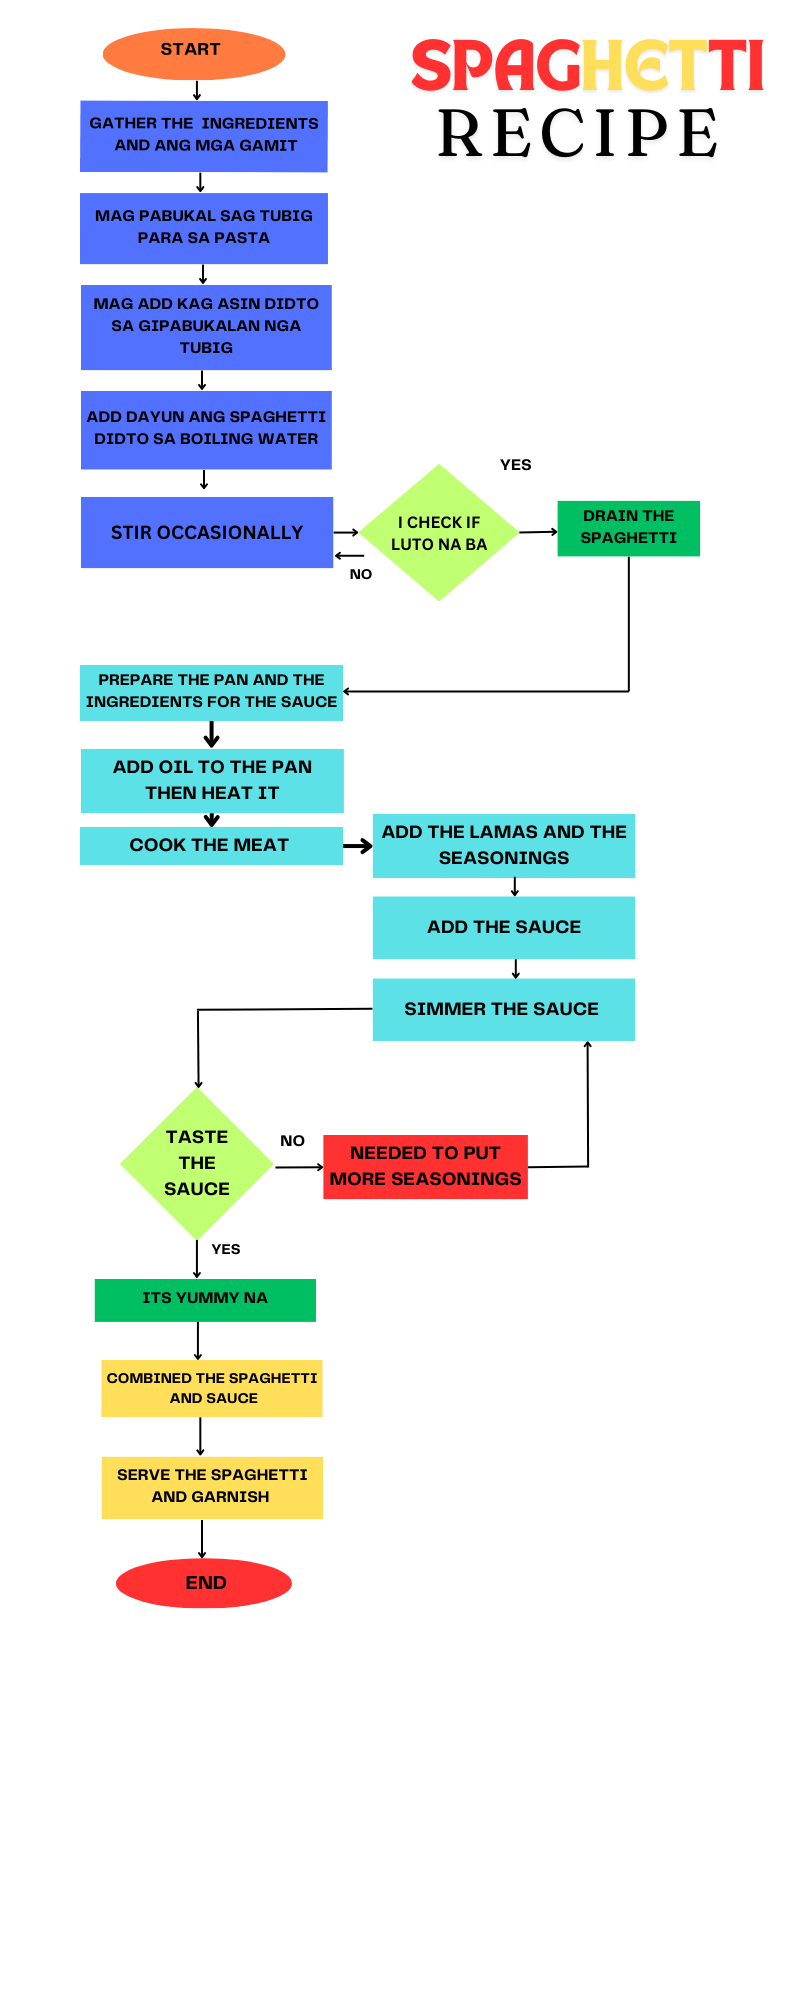 START
SPAGHETTI
RECIPE
GATHER THE INGREDIENTS
AND ANG MGA GAMIT
MAG PABUKAL SAG TUBIG
PARA SA PASTA
MAG ADD KAG ASIN DIDTO
SA GIPABUKALAN NGA
TUBIG
ADD DAYUN ANG SPAGHETTI
DIDTO SA BOILING WATER
STIR OCCASIONALLY
I CHECK IF
LUTO NA BA
YES
NO
DRAIN THE
SPAGHETTI
PREPARE THE PAN AND THE
INGREDIENTS FOR THE SAUCE
ADD OIL TO THE PAN
THEN HEAT IT
COOK THE MEAT
ADD THE LAMAS AND THE
SEASONINGS
ADD THE SAUCE
SIMMER THE SAUCE
TASTE
THE
SAUCE
NO
NEEDED TO PUT
MORE SEASONINGS
YES
ITS YUMMY NA
COMBINED THE SPAGHETTI
AND SAUCE
SERVE THE SPAGHETTI
AND GARNISH
END